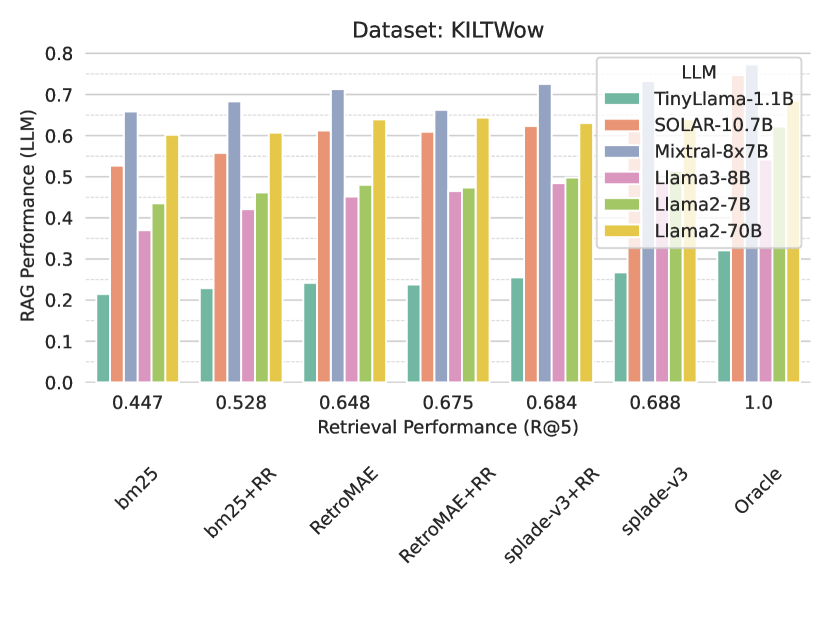 Dataset: KILTWow
RAG Performance (LLM)
0.8
0.7
0.6
0.5
0.4
0.3
0.2
0.1
0.0
LLM
TinyLlama-1.1B
SOLAR-10.7B
Mixtral-8x7B
Llama3-8B
Llama2-7B
Llama2-70B
0.447 0.528 0.648 0.675 0.684 0.688 1.0
Retrieval Performance (R@5)
bm25 bm25+RR RetroMAE RetroMAE+RR splade-v3+RR splade-v3 Oracle